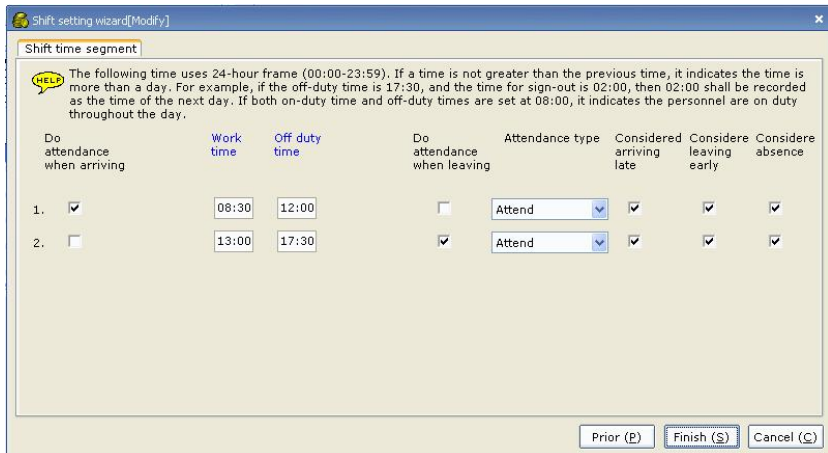 Shift setting wizard[Modify]
Shift time segment
HELP
The following time uses 24-hour frame (00:00-23:59). If a time is not greater than the previous time, it indicates the time is
more than a day. For example, if the off-duty time is 17:30, and the time for sign-out is 02:00, then 02:00 shall be recorded
as the time of the next day. If both on-duty time and off-duty times are set at 08:00, it indicates the personnel are on duty
throughout the day.
Do Work Off duty Do Attendance type Considered Considere Considere
attendance time time attendance arriving leaving absence
when arriving when leaving late early
1. 08:30 12:00 Attend
2. 13:00 17:30 Attend
Prior (P) Finish (S) Cancel (C)